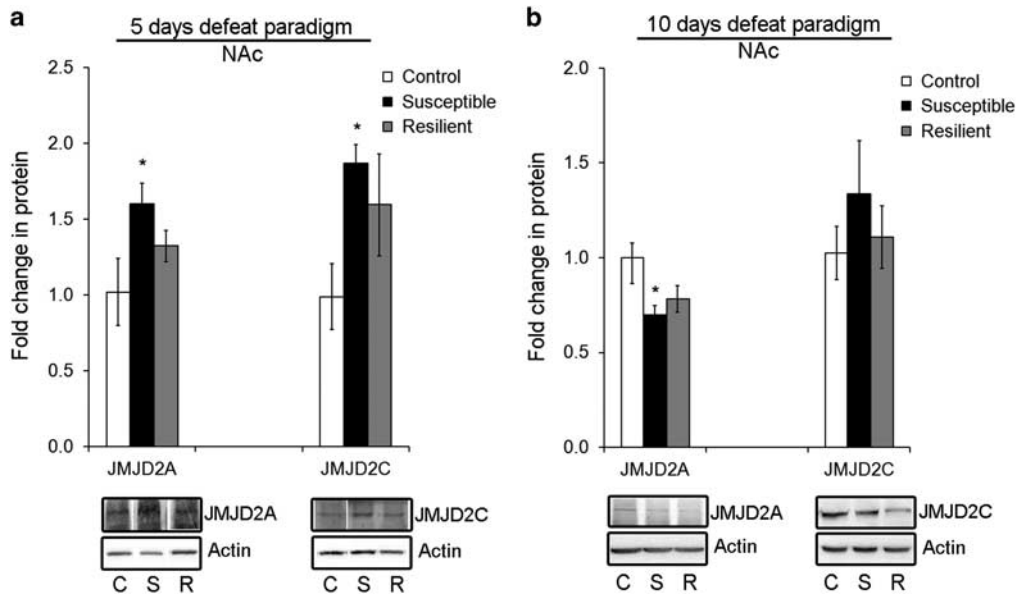 a
5 days defeat paradigm
NAc
Fold change in protein
2.5
2.0
1.5
1.0
0.5
0.0
Control
Susceptible
Resilient
*
*
JMJD2A
JMJD2C
JMJD2A
Actin
C S R
JMJD2C
Actin
C S R
b
10 days defeat paradigm
NAc
Fold change in protein
2.0
1.5
1.0
0.5
0.0
Control
Susceptible
Resilient
*
JMJD2A
JMJD2C
JMJD2A
Actin
C S R
JMJD2C
Actin
C S R